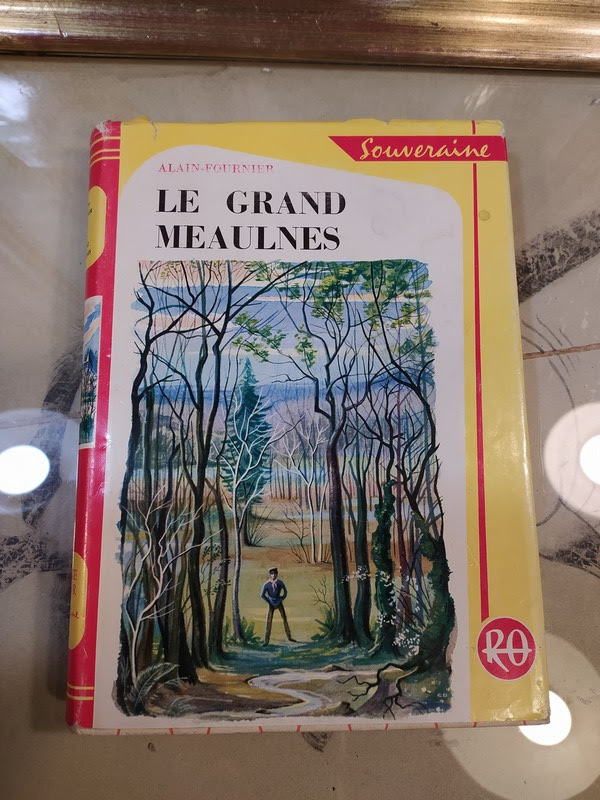 Souveraine
ALAIN-FOURNIER
LE GRAND
MEAULNES
RO